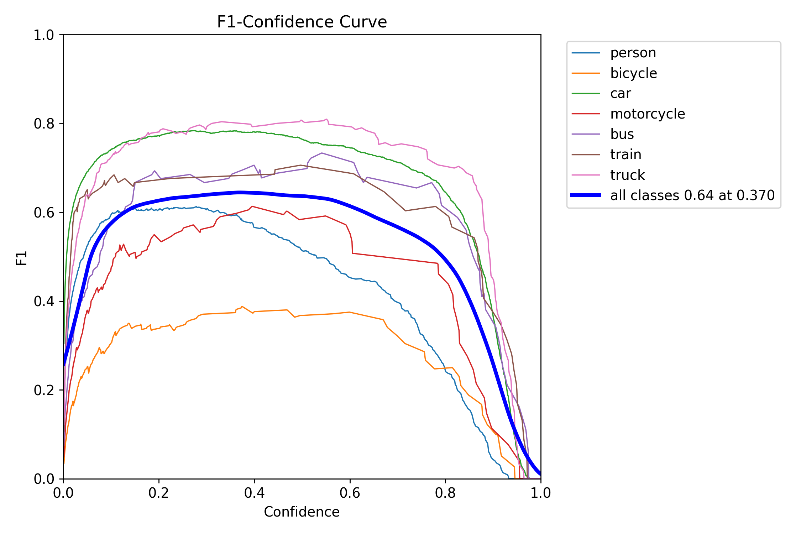 F1-Confidence Curve
1.0
0.8
0.6
0.4
0.2
0.0
F1
0.0 0.2 0.4 0.6 0.8 1.0
Confidence
person
bicycle
car
motorcycle
bus
train
truck
all classes 0.64 at 0.370